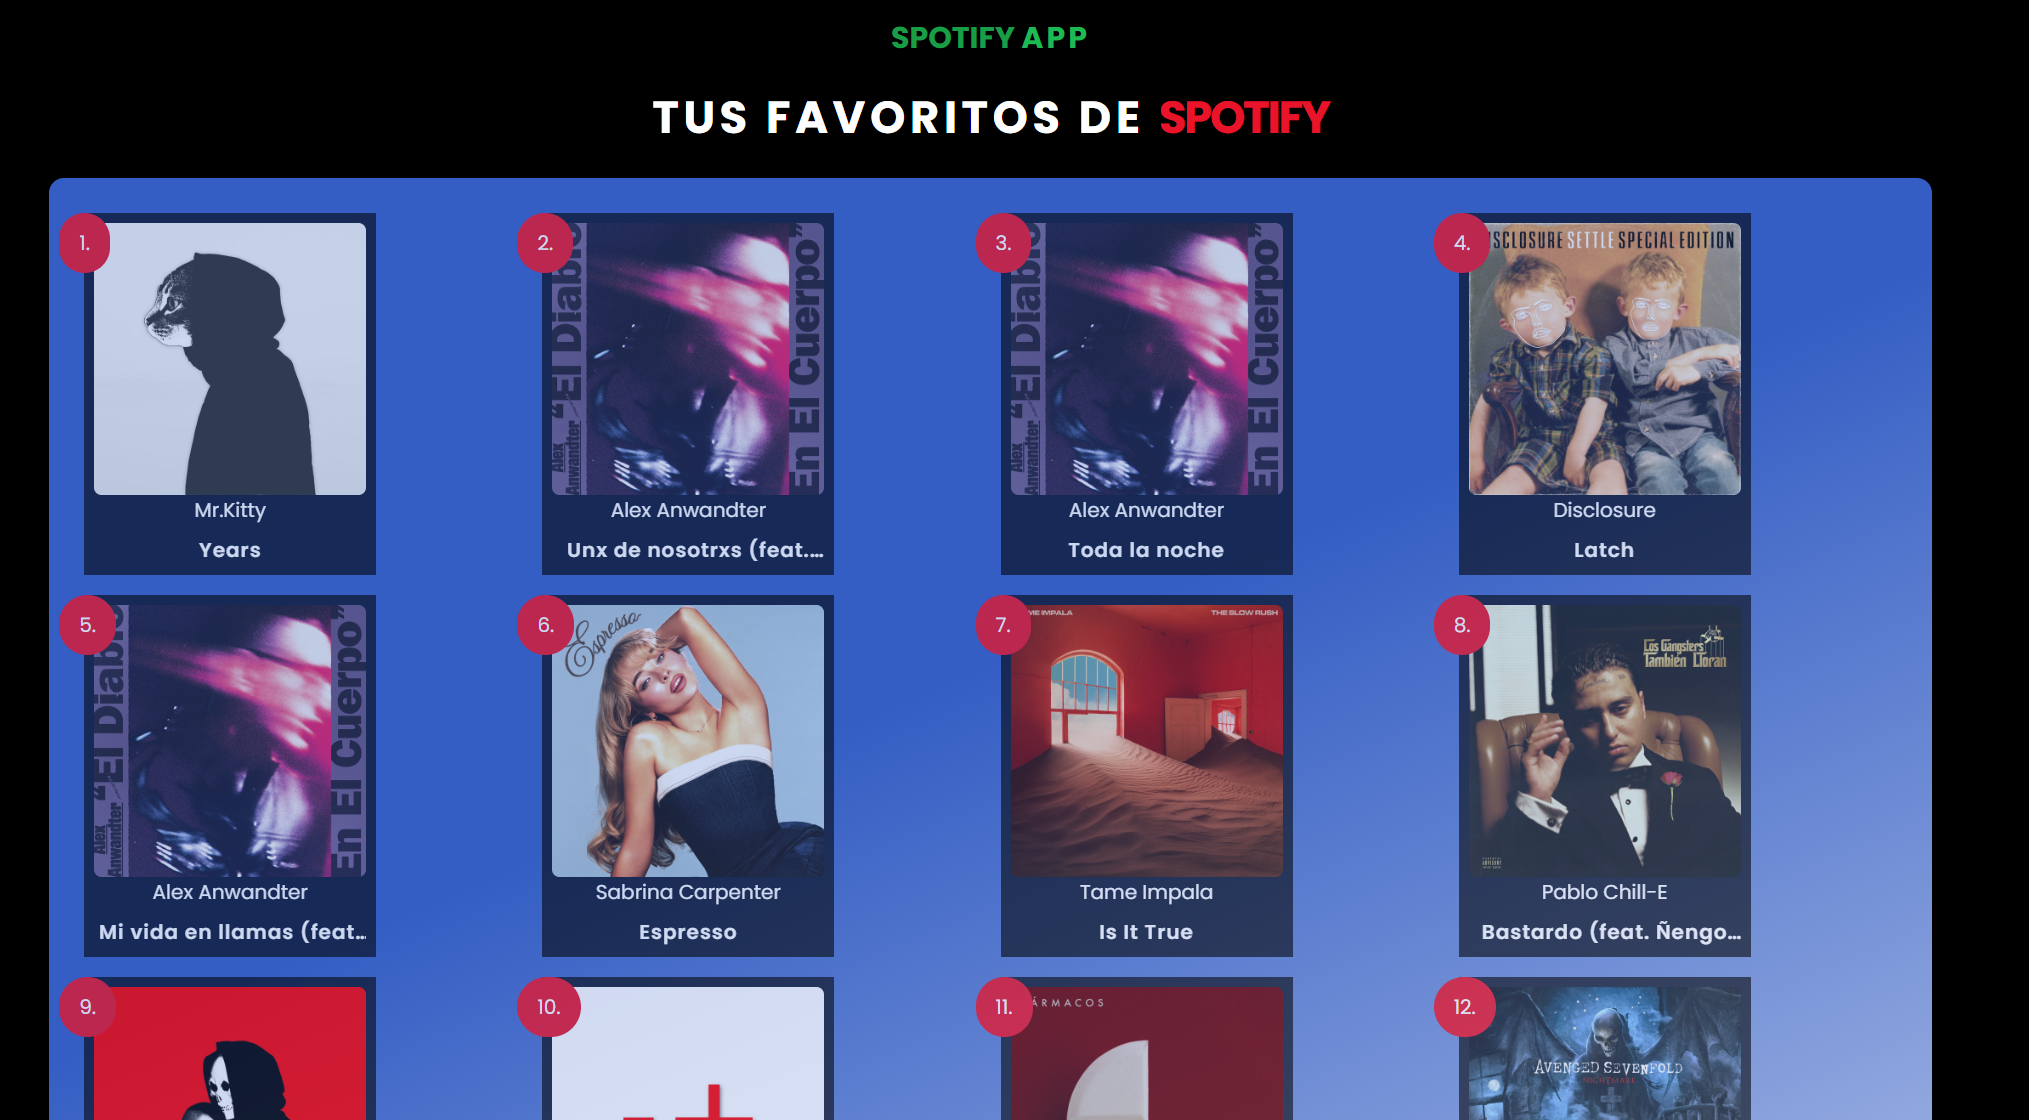 SPOTIFY APP
TUS FAVORITOS DE SPOTIFY
1.
Mr.Kitty
Years
2.
Alex Anwandter "El Diablo
En El Cuerpo"
Alex Anwandter
Unx de nosotrxs (feat....
3.
Alex Anwandter "El Diablo
En El Cuerpo"
Alex Anwandter
Toda la noche
4.
SETTLE SPECIAL EDITION
Disclosure
Latch
5.
Alex Anwandter "El Diablo
En El Cuerpo"
Alex Anwandter
Mi vida en llamas (feat...
6.
Espresso
Sabrina Carpenter
Espresso
7.
IMPALA
THE SLOW RUSH
Tame Impala
Is It True
8.
Los Gangsters
También Lloran
Pablo Chill-E
Bastardo (feat. Ñengo...
9.
10.
11.
ÁRMACOS
12.
AVENGED SEVENFOLD
NIGHTMARE